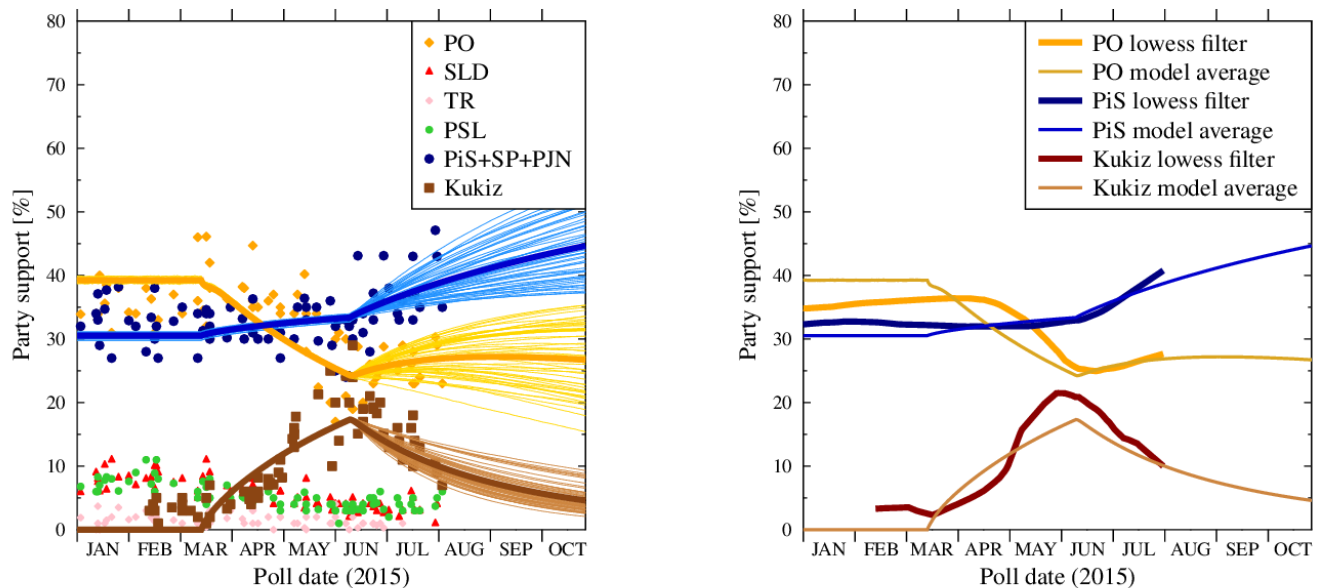 80
70
60
50
40
30
20
10
0
Party support [%]
PO
SLD
TR
PSL
PiS+SP+PJN
Kukiz
JAN FEB MAR APR MAY JUN JUL AUG SEP OCT
Poll date (2015)
80
70
60
50
40
30
20
10
0
Party support [%]
PO lowess filter
PO model average
PiS lowess filter
PiS model average
Kukiz lowess filter
Kukiz model average
JAN FEB MAR APR MAY JUN JUL AUG SEP OCT
Poll date (2015)